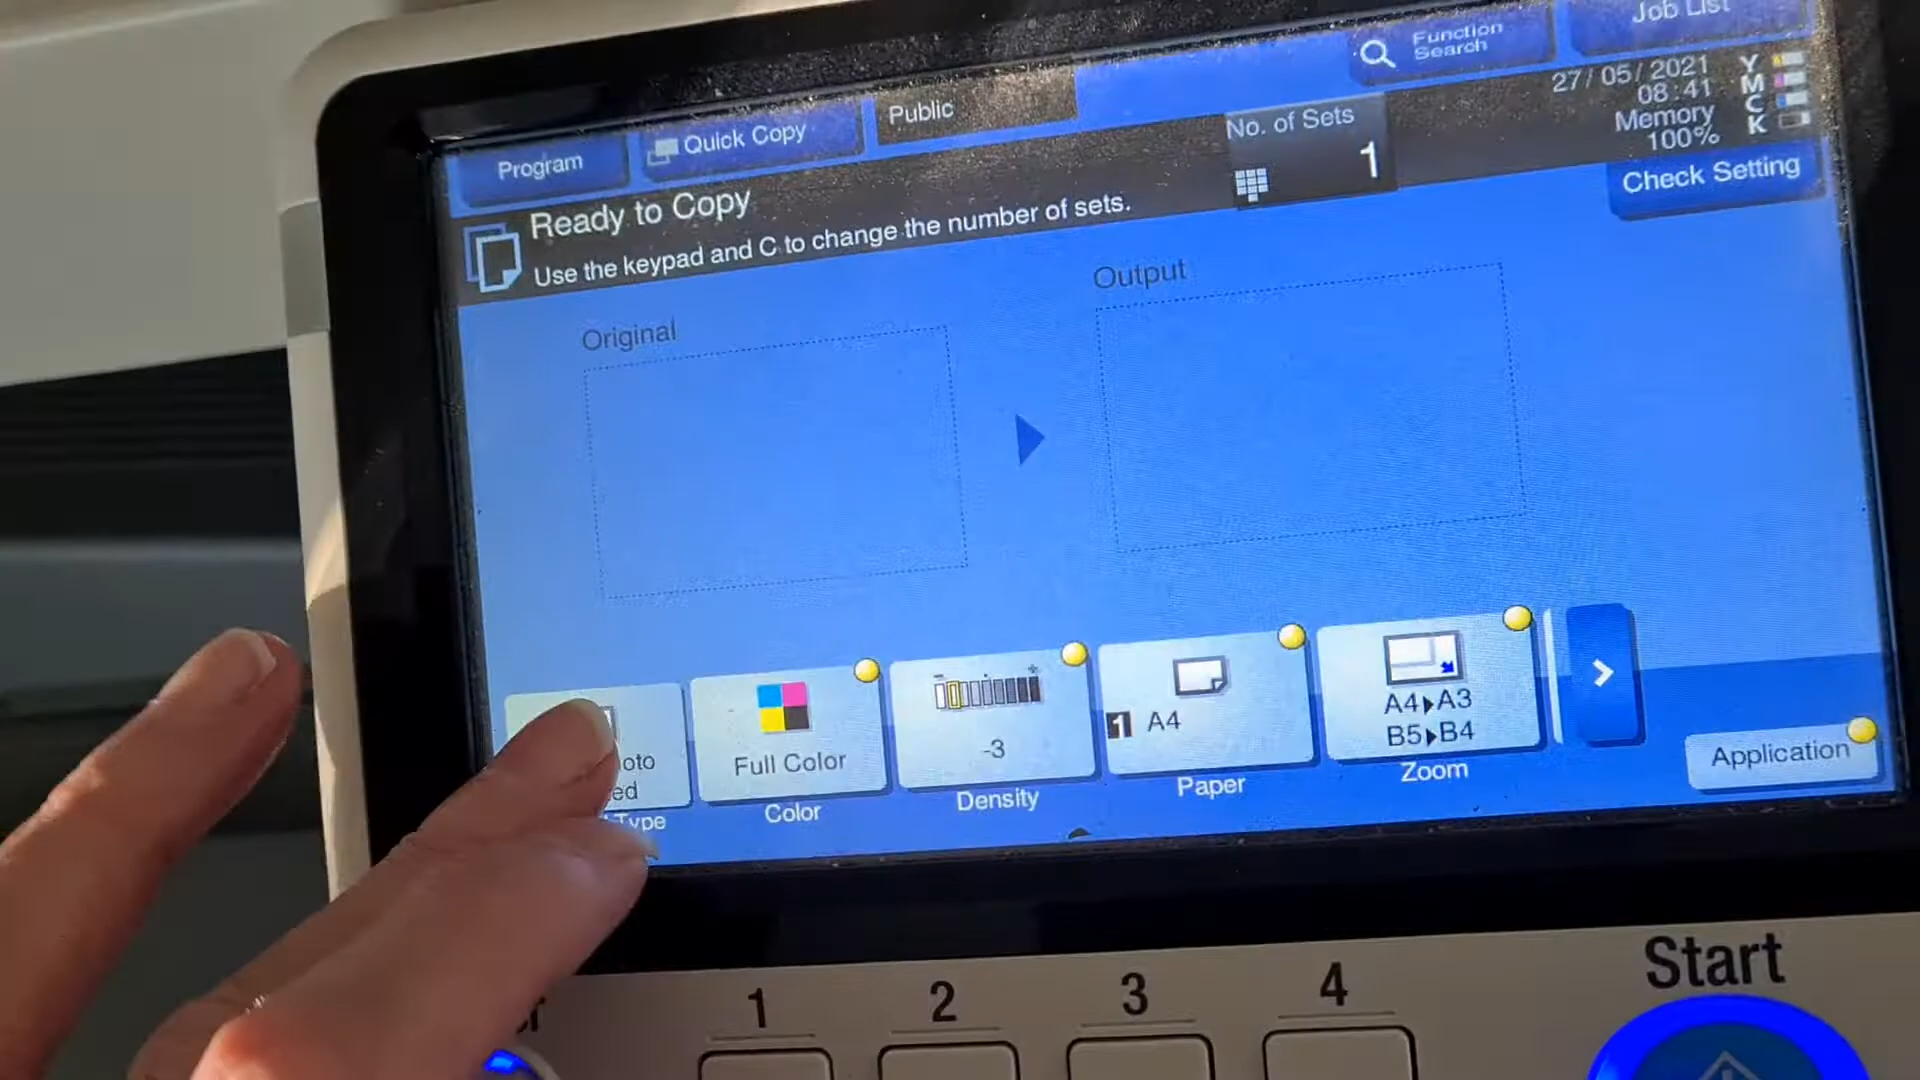 Job List
Function
Search
Public
Quick Copy
Program
27/05/2021
08:41
Memory
100%
Y
M
C
K
No. of Sets
1
Check Setting
Ready to Copy
Use the keypad and C to change the number of sets.
Original
Output
Full Color
Color
-3
Density
1 A4
Paper
A4▶A3
B5▶B4
Zoom
Application
Type
1
2
3
4
Start